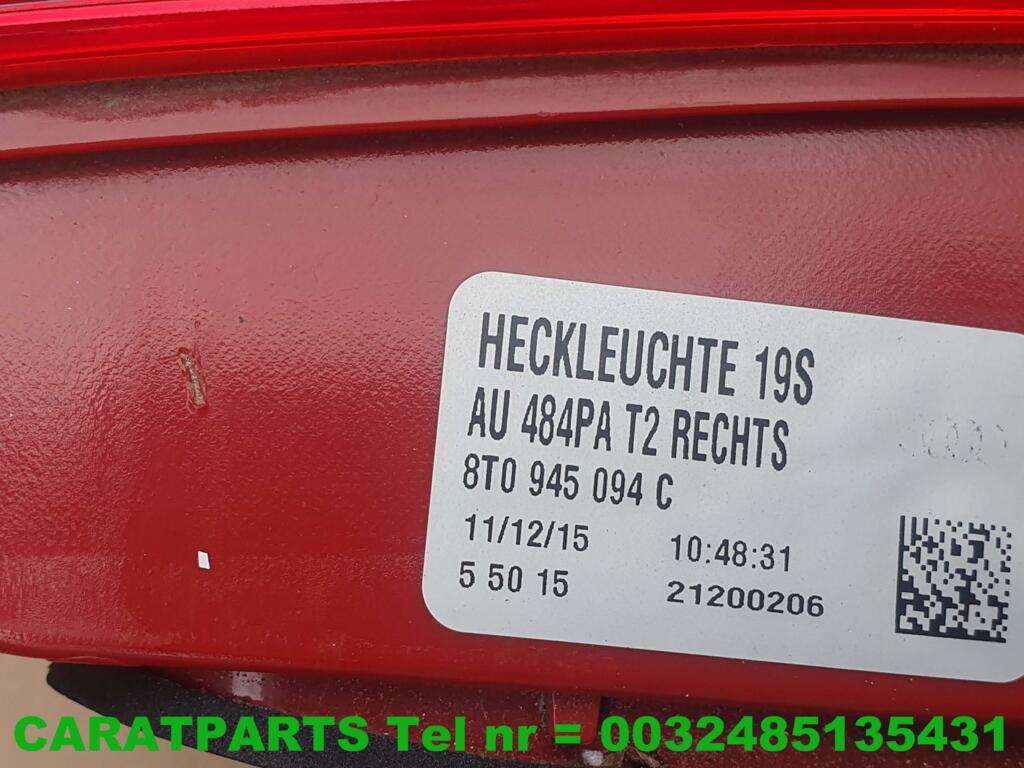 HECKLEUCHTE 19S
AU 484PA T2 RECHTS
8T0 945 094 C
11/12/15 10:48:31
5 50 15 21200206
CARATPARTS Tel nr = 0032485135431